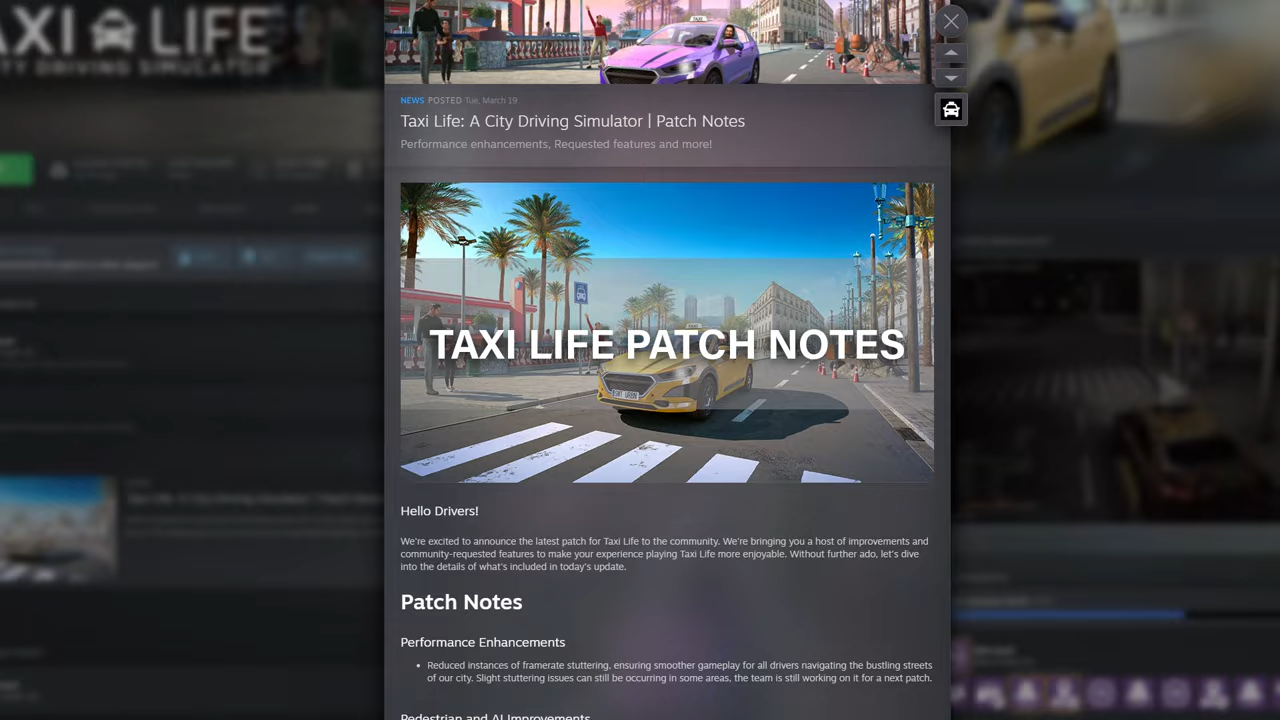 AXI LIFE
TY DRIVING SIMULATOR
TAXI
NEWS POSTED Tue, March 19
Taxi Life: A City Driving Simulator | Patch Notes
Performance enhancements, Requested features and more!
TAXI LIFE PATCH NOTES
Hello Drivers!
We're excited to announce the latest patch for Taxi Life to the community. We're bringing you a host of improvements and
community-requested features to make your experience playing Taxi Life more enjoyable. Without further ado, let's dive
into the details of what's included in today's update.
Patch Notes
Performance Enhancements
• Reduced instances of framerate stuttering, ensuring smoother gameplay for all drivers navigating the bustling streets
of our city. Slight stuttering issues can still be occurring in some areas, the team is still working on it for a next patch.
Pedestrian and AI Improvements